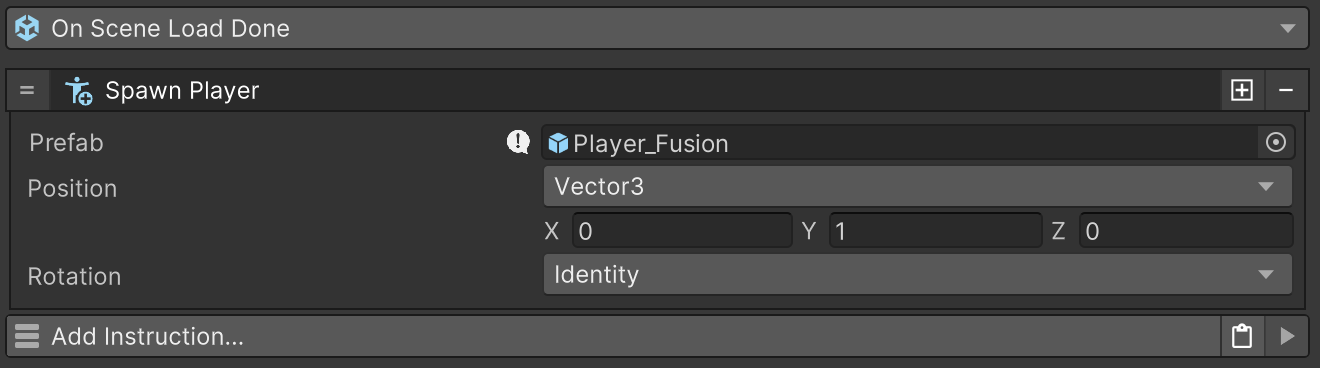 On Scene Load Done
Spawn Player
Prefab Player_Fusion
Position Vector3
X 0 Y 1 Z 0
Rotation Identity
Add Instruction...